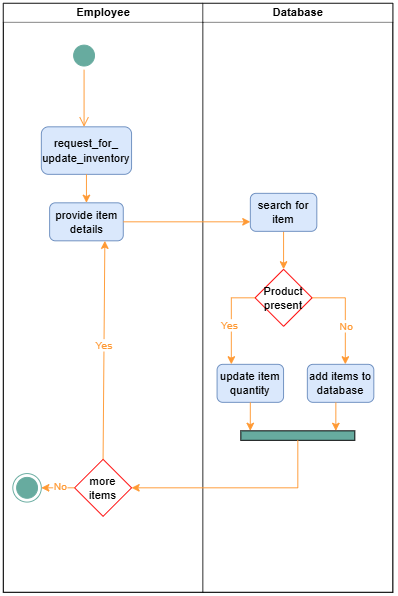 Employee
Database
request_for_
update_inventory
provide item
details
search for
item
Product
present
Yes
No
update item
quantity
add items to
database
Yes
more
items
No